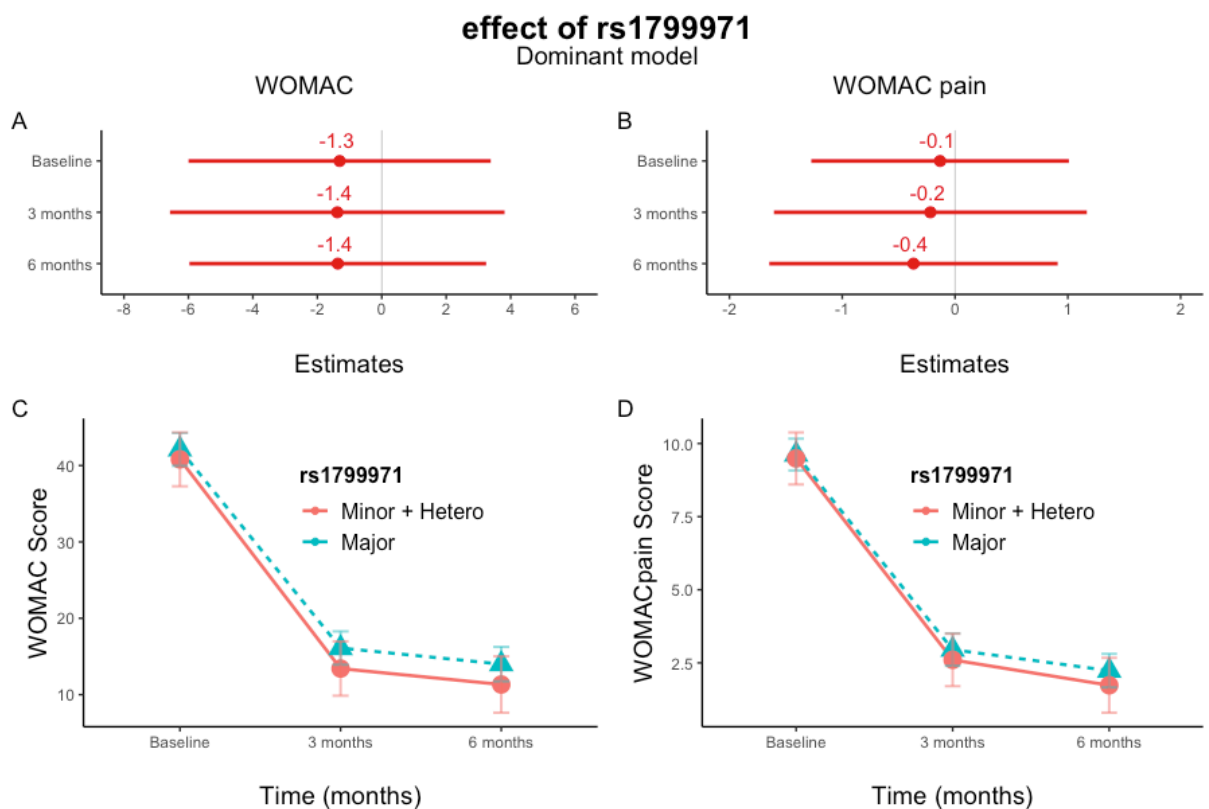 effect of rs1799971
Dominant model
WOMAC
WOMAC pain
A
Baseline
3 months
6 months
-1.3
-1.4
-1.4
-8 -6 -4 -2 0 2 4 6
Estimates
B
Baseline
3 months
6 months
-0.1
-0.2
-0.4
-2 -1 0 1 2
Estimates
C
WOMAC Score
40
30
20
10
rs1799971
Minor + Hetero
Major
Baseline 3 months 6 months
Time (months)
D
WOMACpain Score
10.0
7.5
5.0
2.5
rs1799971
Minor + Hetero
Major
Baseline 3 months 6 months
Time (months)